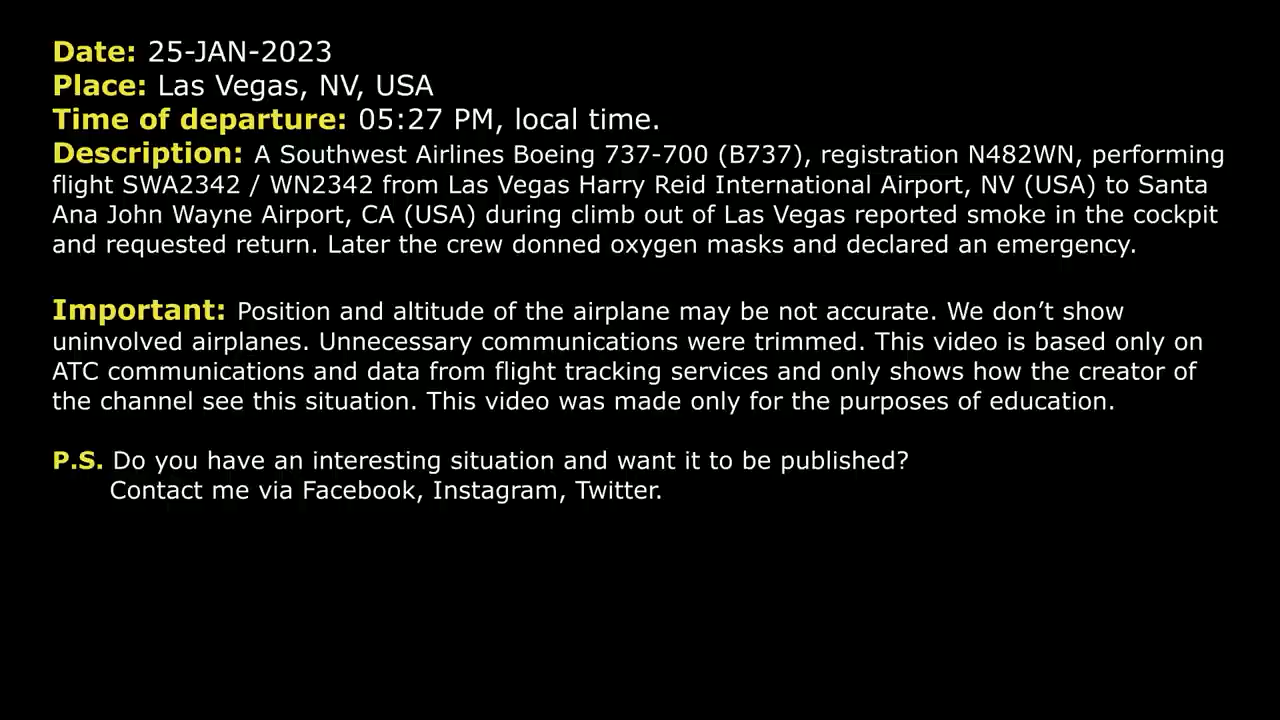 Date: 25-JAN-2023
Place: Las Vegas, NV, USA
Time of departure: 05:27 PM, local time.
Description: A Southwest Airlines Boeing 737-700 (B737), registration N482WN, performing
flight SWA2342 / WN2342 from Las Vegas Harry Reid International Airport, NV (USA) to Santa
Ana John Wayne Airport, CA (USA) during climb out of Las Vegas reported smoke in the cockpit
and requested return. Later the crew donned oxygen masks and declared an emergency.
Important: Position and altitude of the airplane may be not accurate. We don’t show
uninvolved airplanes. Unnecessary communications were trimmed. This video is based only on
ATC communications and data from flight tracking services and only shows how the creator of
the channel see this situation. This video was made only for the purposes of education.
P.S. Do you have an interesting situation and want it to be published?
Contact me via Facebook, Instagram, Twitter.